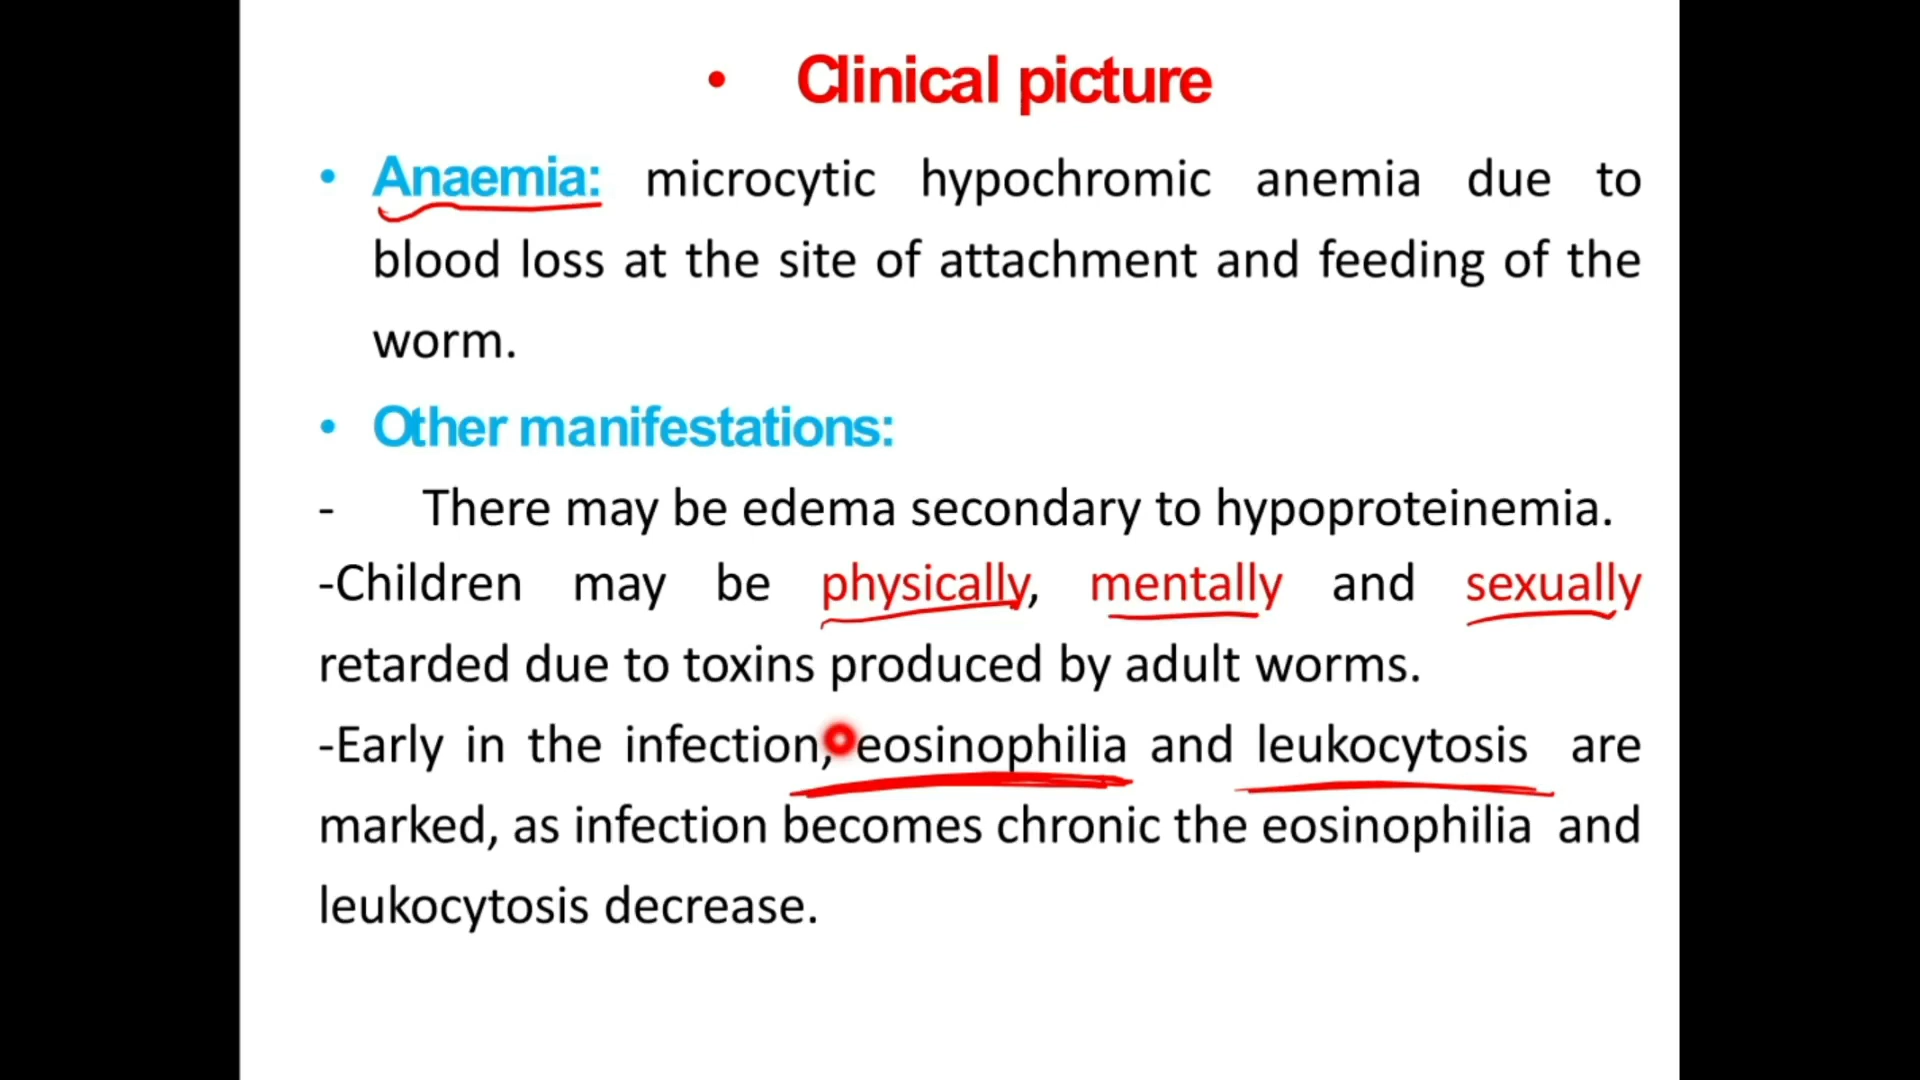 • Clinical picture
• Anaemia: microcytic hypochromic anemia due to
blood loss at the site of attachment and feeding of the
worm.
• Other manifestations:
- There may be edema secondary to hypoproteinemia.
-Children may be physically, mentally and sexually
retarded due to toxins produced by adult worms.
-Early in the infection, eosinophilia and leukocytosis are
marked, as infection becomes chronic the eosinophilia and
leukocytosis decrease.